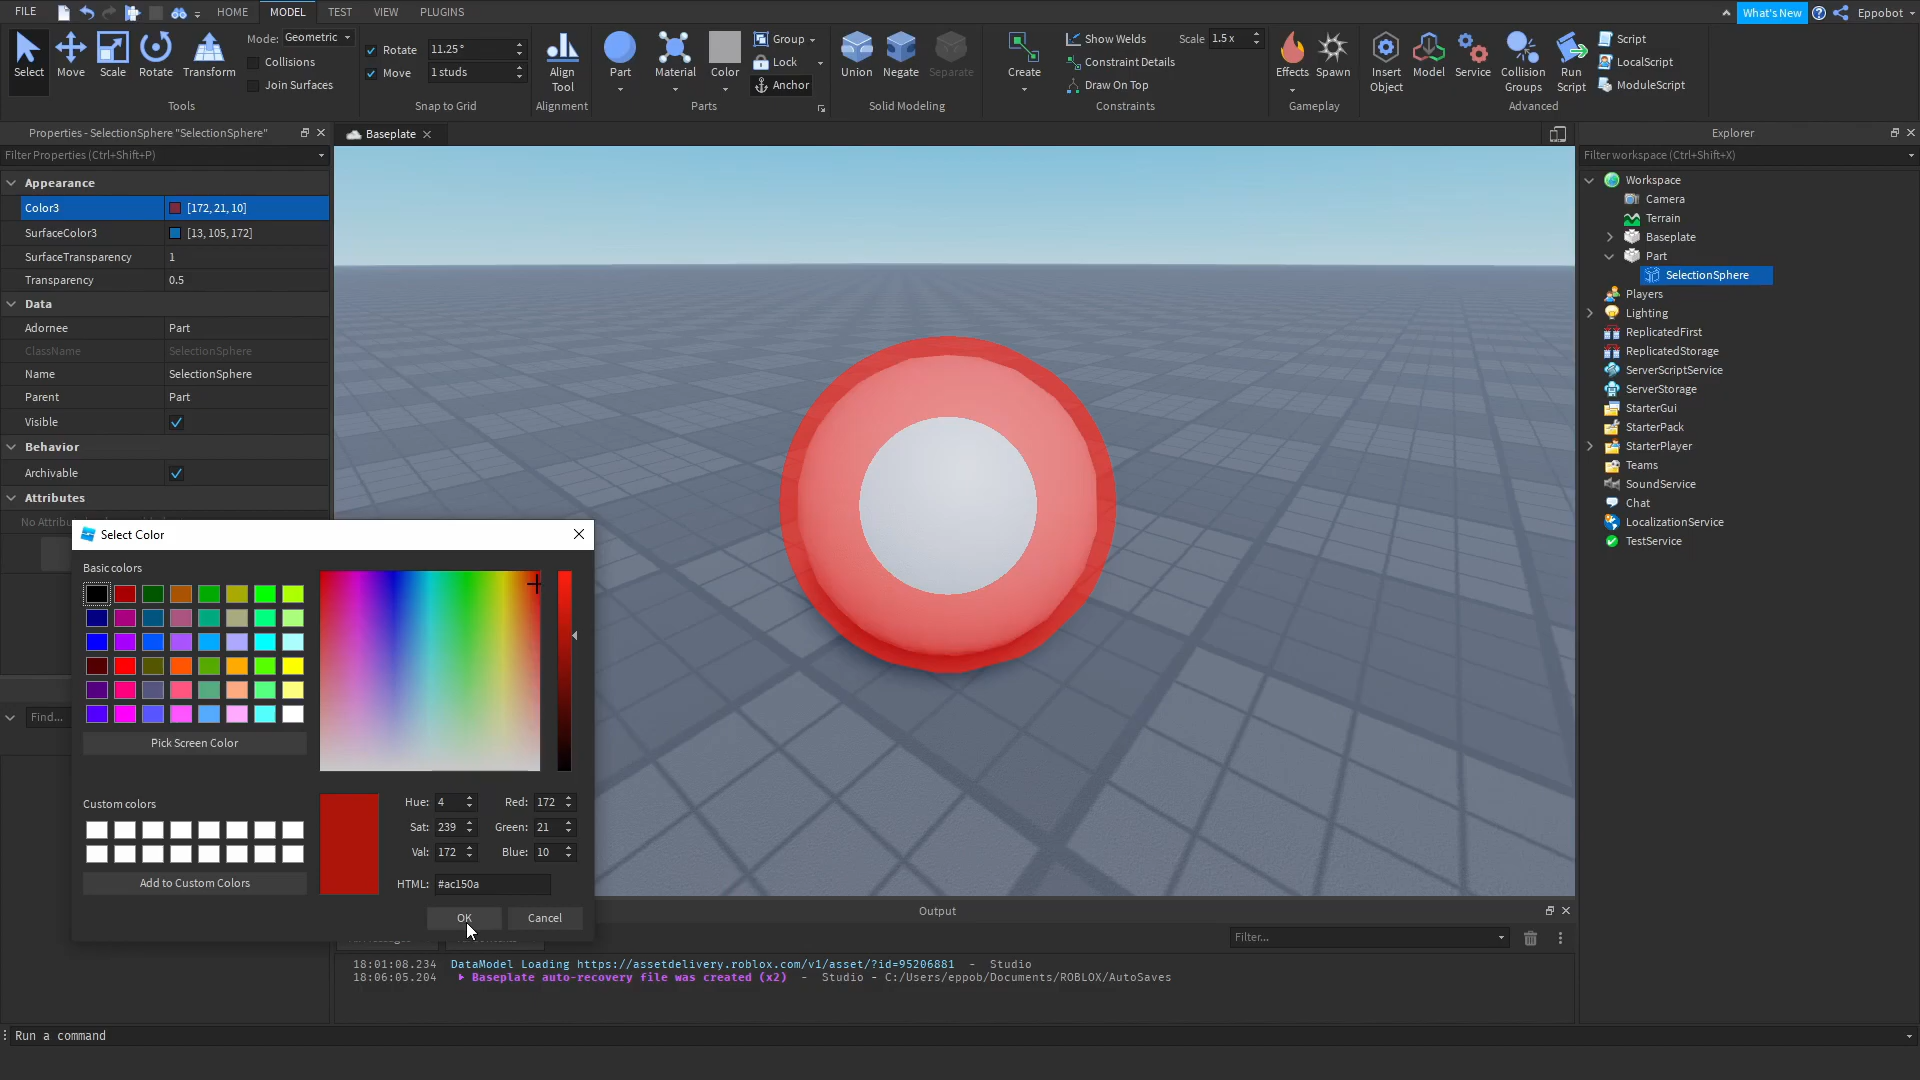 FILE
HOME
MODEL
TEST
VIEW
PLUGINS
What's New
Eppobot
Select
Move
Scale
Rotate
Transform
Mode: Geometric
Collisions
Join Surfaces
Tools
Rotate 11.25°
Move 1 studs
Snap to Grid
Align
Tool
Alignment
Part
Material
Color
Group
Lock
Anchor
Parts
Union
Negate
Separate
Solid Modeling
Create
Show Welds
Constraint Details
Draw On Top
Scale 1.5 x
Constraints
Effects
Spawn
Gameplay
Insert
Object
Model
Service
Collision
Groups
Run
Script
Script
LocalScript
ModuleScript
Advanced
Properties - SelectionSphere "SelectionSphere"
Filter Properties (Ctrl+Shift+P)
Appearance
Color3 [172, 21, 10]
SurfaceColor3 [13, 105, 172]
SurfaceTransparency 1
Transparency 0.5
Data
Adornee Part
ClassName SelectionSphere
Name SelectionSphere
Parent Part
Visible
Behavior
Archivable
Attributes
Find...
Baseplate
Select Color
Basic colors
Pick Screen Color
Custom colors
Add to Custom Colors
Hue: 4 Red: 172
Sat: 239 Green: 21
Val: 172 Blue: 10
HTML: #ac150a
OK Cancel
Output
Filter...
18:01:08.234 DataModel Loading https://assetdelivery.roblox.com/v1/asset/?id=95206881 - Studio
18:06:05.204 Baseplate auto-recovery file was created (x2) - Studio - C:/Users/eppob/Documents/ROBLOX/AutoSaves
Run a command
Explorer
Filter workspace (Ctrl+Shift+X)
Workspace
Camera
Terrain
Baseplate
Part
SelectionSphere
Players
Lighting
ReplicatedFirst
ReplicatedStorage
ServerScriptService
ServerStorage
StarterGui
StarterPack
StarterPlayer
Teams
SoundService
Chat
LocalizationService
TestService